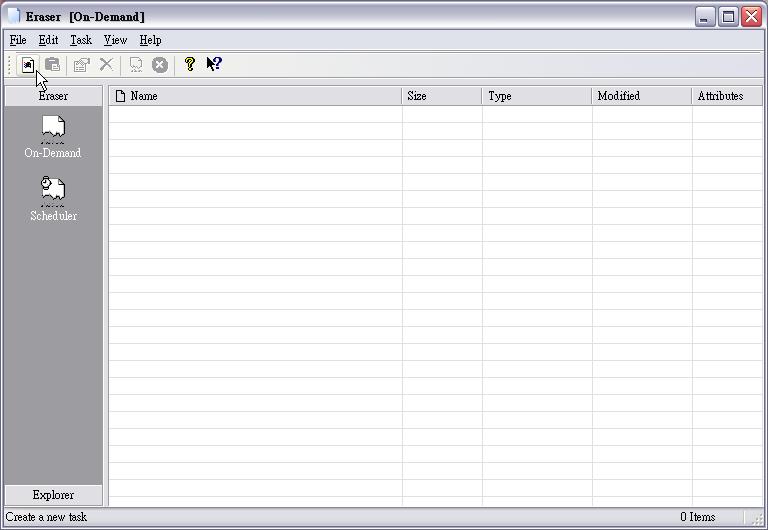 Eraser [On-Demand]
File Edit Task View Help
Eraser
On-Demand
Scheduler
Explorer
Name Size Type Modified Attributes
Create a new task 0 Items